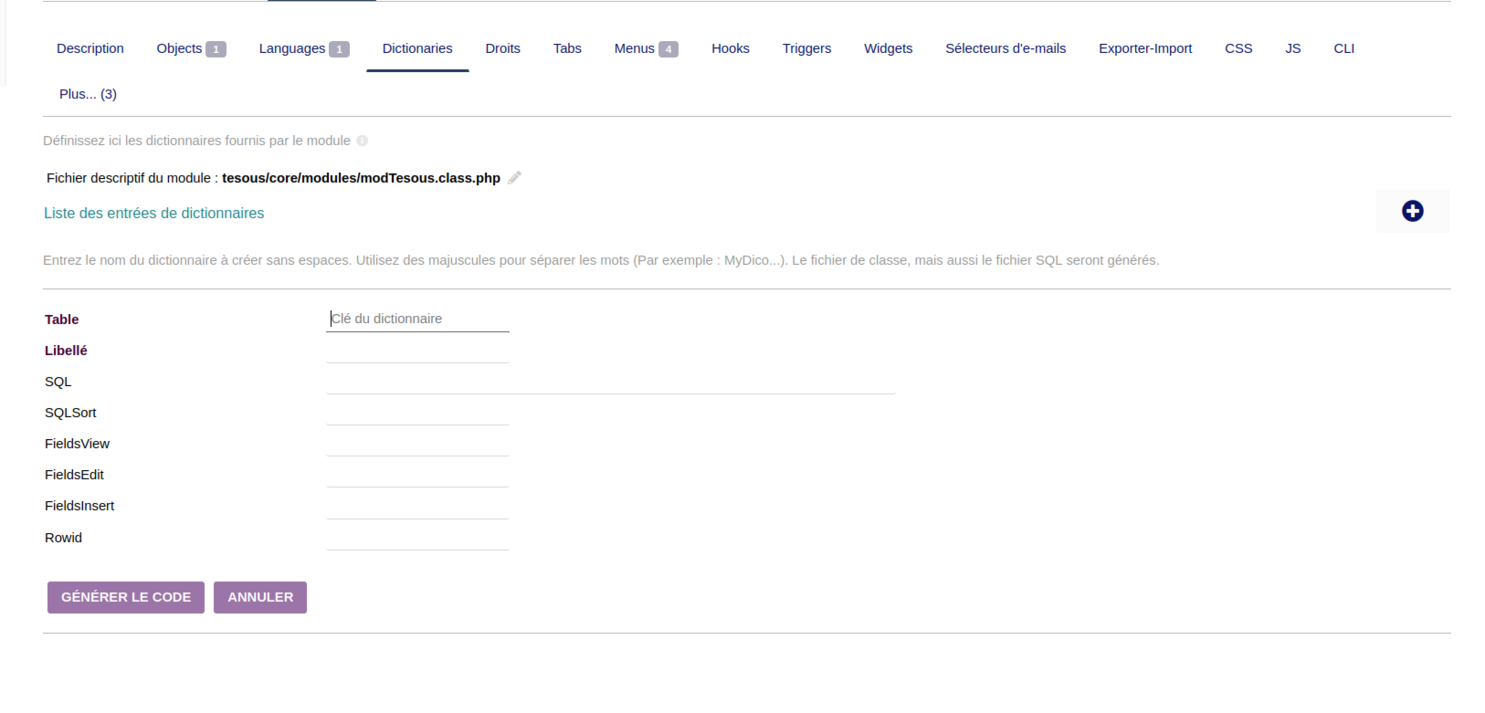 Description Objects 1 Languages 1 Dictionaries Droits Tabs Menus 4 Hooks Triggers Widgets Sélecteurs d'e-mails Exporter-Import CSS JS CLI
Plus... (3)
Définissez ici les dictionnaires fournis par le module
Fichier descriptif du module : tesous/core/modules/modTesous.class.php
Liste des entrées de dictionnaires
Entrez le nom du dictionnaire à créer sans espaces. Utilisez des majuscules pour séparer les mots (Par exemple : MyDico...). Le fichier de classe, mais aussi le fichier SQL seront générés.
Table Clé du dictionnaire
Libellé
SQL
SQLSort
FieldsView
FieldsEdit
FieldsInsert
Rowid
GÉNÉRER LE CODE ANNULER